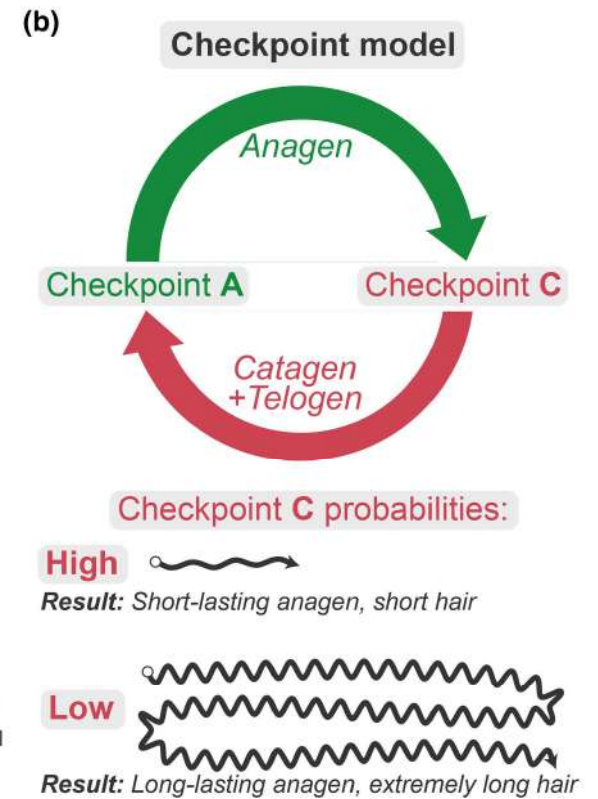 (b)
Checkpoint model
Anagen
Checkpoint A
Checkpoint C
Catagen
+Telogen
Checkpoint C probabilities:
High
Result: Short-lasting anagen, short hair
Low
Result: Long-lasting anagen, extremely long hair